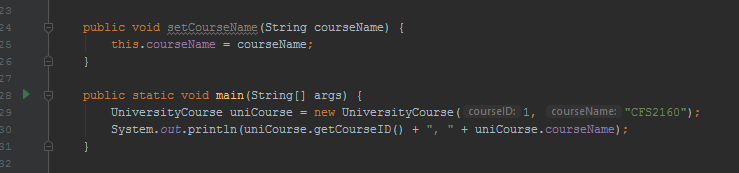 23
24 public void setCourseName(String courseName) {
25 this.courseName = courseName;
26 }
27
28 public static void main(String[] args) {
29 UniversityCourse uniCourse = new UniversityCourse( courseID: 1, courseName: "CFS2160");
30 System.out.println(uniCourse.getCourseID() + ", " + uniCourse.courseName);
31 }
32